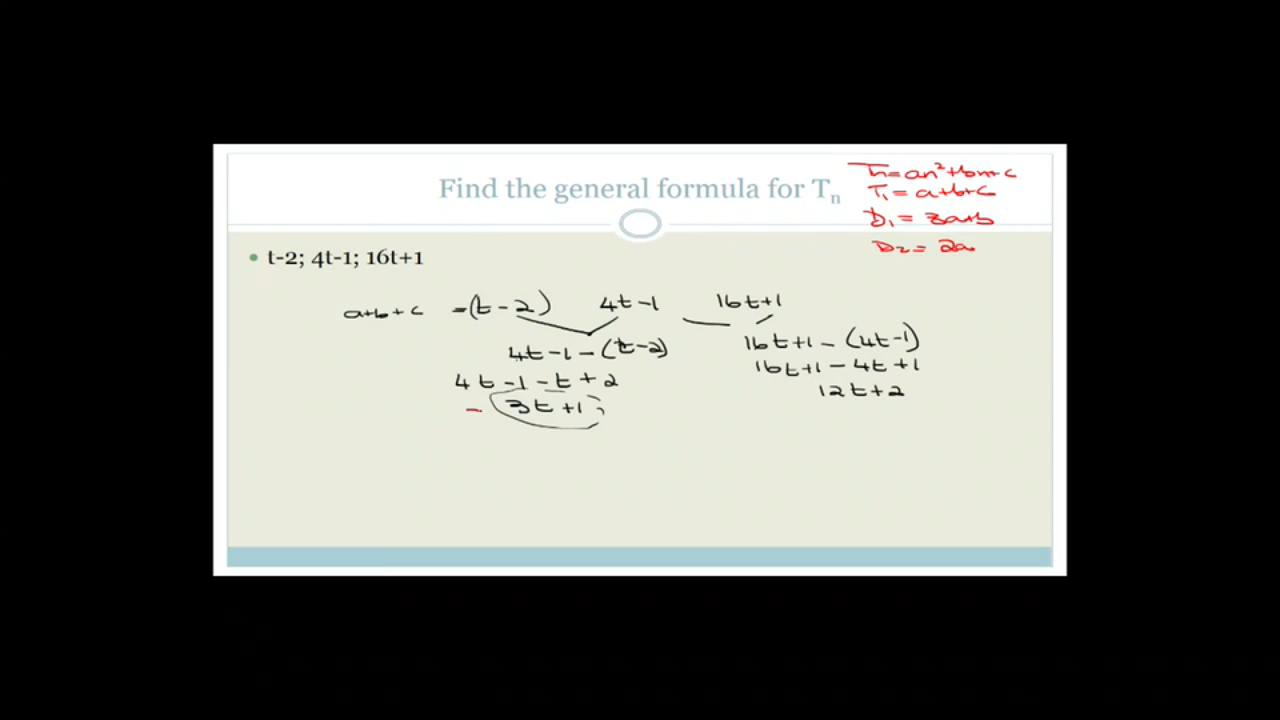 Find the general formula for Tn
Tn = an² + bn + c
T₁ = a+b+c
D₁ = 3a+b
D₂ = 2a
• t-2; 4t-1; 16t+1
a+b+c = (t-2) 4t-1 16t+1
4t-1-(t-2) 16t+1-(4t-1)
4t-1-t+2 16t+1-4t+1
- 3t+1 12t+2